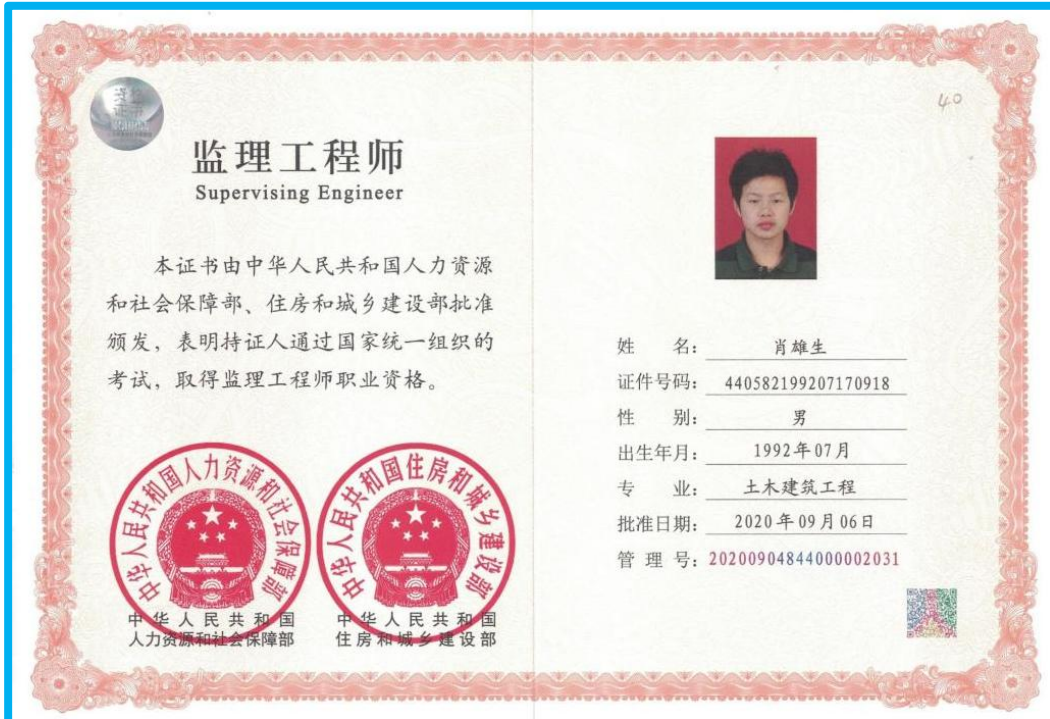 监理工程师
Supervising Engineer
本证书由中华人民共和国人力资源
和社会保障部、住房和城乡建设部批准
颁发，表明持证人通过国家统一组织的
考试，取得监理工程师职业资格。
中华人民共和国人力资源和社会保障部
中华人民共和国住房和城乡建设部
中华人民共和国
人力资源和社会保障部
中华人民共和国
住房和城乡建设部
40
姓 名：肖雄生
证件号码：440582199207170918
性 别：男
出生年月：1992年07月
专 业：土木建筑工程
批准日期：2020年09月06日
管 理 号：20200904844000002031